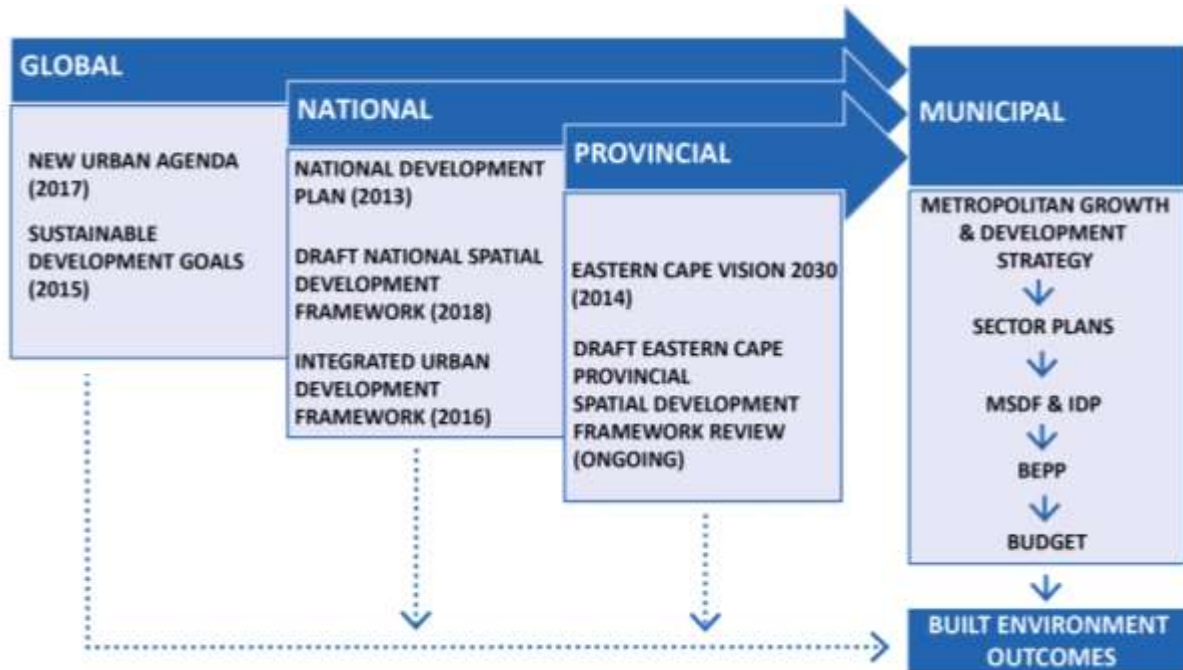 GLOBAL
NEW URBAN AGENDA
(2017)
SUSTAINABLE
DEVELOPMENT GOALS
(2015)
NATIONAL
NATIONAL DEVELOPMENT
PLAN (2013)
DRAFT NATIONAL SPATIAL
DEVELOPMENT
FRAMEWORK (2018)
INTEGRATED URBAN
DEVELOPMENT
FRAMEWORK (2016)
PROVINCIAL
EASTERN CAPE VISION 2030
(2014)
DRAFT EASTERN CAPE
PROVINCIAL
SPATIAL DEVELOPMENT
FRAMEWORK REVIEW
(ONGOING)
MUNICIPAL
METROPOLITAN GROWTH
& DEVELOPMENT
STRATEGY
SECTOR PLANS
MSDF & IDP
BEPP
BUDGET
BUILT ENVIRONMENT
OUTCOMES